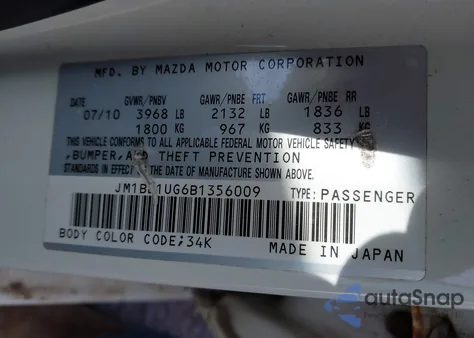 MFD. BY MAZDA MOTOR CORPORATION
DATE GVWR/PNBV GAWR/PNBE FRT GAWR/PNBE RR
07/10 3968 LB 2132 LB 1836 LB
1800 KG 967 KG 833 KG
THIS VEHICLE CONFORMS TO ALL APPLICABLE FEDERAL MOTOR VEHICLE SAFETY
,BUMPER, THEFT PREVENTION
STANDARDS IN EFFECT ON THE DATE OF MANUFACTURE SHOWN ABOVE.
TYPE:PASSENGER
BODY COLOR CODE;34K
MADE IN JAPAN
autoSnap